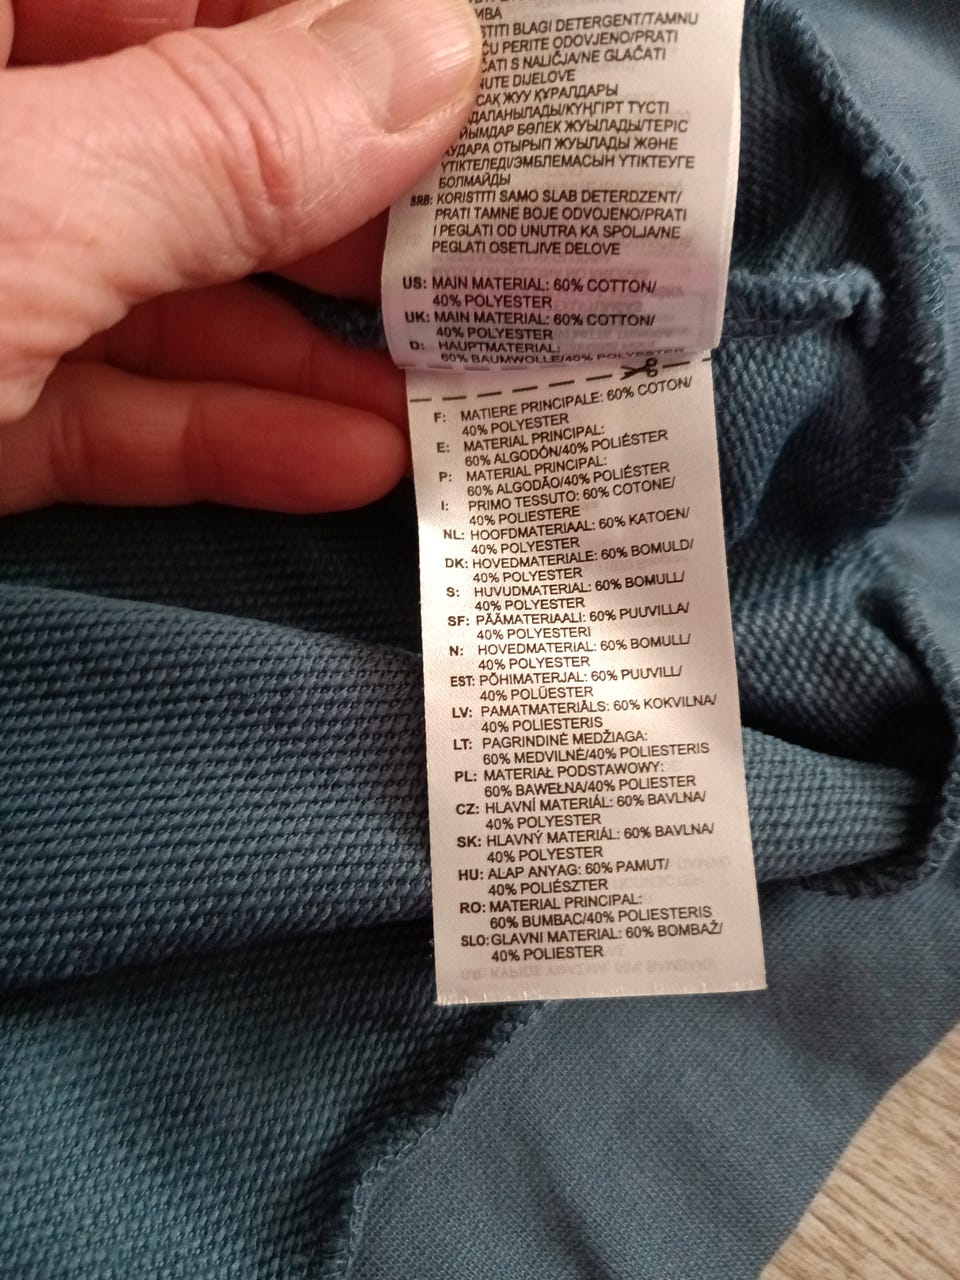 MBA
STITI BLAGI DETERGENT/TAMNU
ĆU PERITE ODOVJENO/PRATI
ČATI S NALIČJA/NE GLAČATI
NUTE DIJELOVE
САҚ ЖУУ ҚҰРАЛДАРЫ
ДАЛАНЫЛАДЫ/КҮҢГІРТ ТҮСТІ
ЙЫМДАР БӨЛЕК ЖУЫЛАДЫ/ТЕРІС
АУДАРА ОТЫРЫП ЖУЫЛАДЫ ЖӘНЕ
ҮТІКТЕЛЕДІ/ЭМБЛЕМАСЫН ҮТІКТЕУГЕ
БОЛМАЙДЫ
SRB: KORISTITI SAMO SLAB DETERDZENT/
PRATI TAMNE BOJE ODVOJENO/PRATI
I PEGLATI OD UNUTRA KA SPOLJA/NE
PEGLATI OSETLJIVE DELOVE
US: MAIN MATERIAL: 60% COTTON/
40% POLYESTER
UK: MAIN MATERIAL: 60% COTTON/
40% POLYESTER
D: HAUPTMATERIAL:
60% BAUMWOLLE/40% POLYESTER
F: MATIERE PRINCIPALE: 60% COTON/
40% POLYESTER
E: MATERIAL PRINCIPAL:
60% ALGODÓN/40% POLIÉSTER
P: MATERIAL PRINCIPAL:
60% ALGODÃO/40% POLIÉSTER
I: PRIMO TESSUTO: 60% COTONE/
40% POLIESTERE
NL: HOOFDMATERIAAL: 60% KATOEN/
40% POLYESTER
DK: HOVEDMATERIALE: 60% BOMULD/
40% POLYESTER
S: HUVUDMATERIAL: 60% BOMULL/
40% POLYESTER
SF: PÄÄMATERIAALI: 60% PUUVILLA/
40% POLYESTERI
N: HOVEDMATERIAL: 60% BOMULL/
40% POLYESTER
EST: PÕHIMATERJAL: 60% PUUVILL/
40% POLÜESTER
LV: PAMATMATERIĀLS: 60% KOKVILNA/
40% POLIESTERIS
LT: PAGRINDINĖ MEDŽIAGA:
60% MEDVILNĖ/40% POLIESTERIS
PL: MATERIAŁ PODSTAWOWY:
60% BAWEŁNA/40% POLIESTER
CZ: HLAVNÍ MATERIÁL: 60% BAVLNA/
40% POLYESTER
SK: HLAVNÝ MATERIÁL: 60% BAVLNA/
40% POLYESTER
HU: ALAP ANYAG: 60% PAMUT/
40% POLIÉSZTER
RO: MATERIAL PRINCIPAL:
60% BUMBAC/40% POLIESTERIS
SLO: GLAVNI MATERIAL: 60% BOMBAŽ/
40% POLIESTER